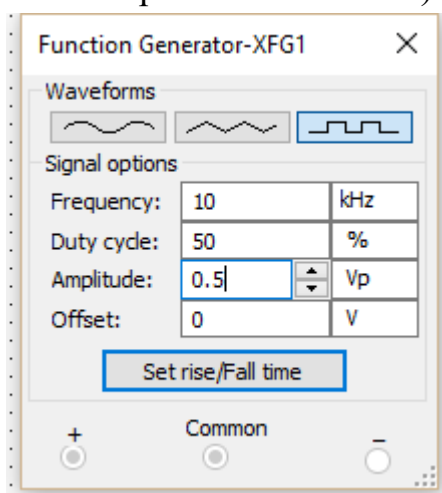 Function Generator-XFG1
Waveforms
Signal options
Frequency: 10 kHz
Duty cycle: 50 %
Amplitude: 0.5 Vp
Offset: 0 V
Set rise/Fall time
+ Common -